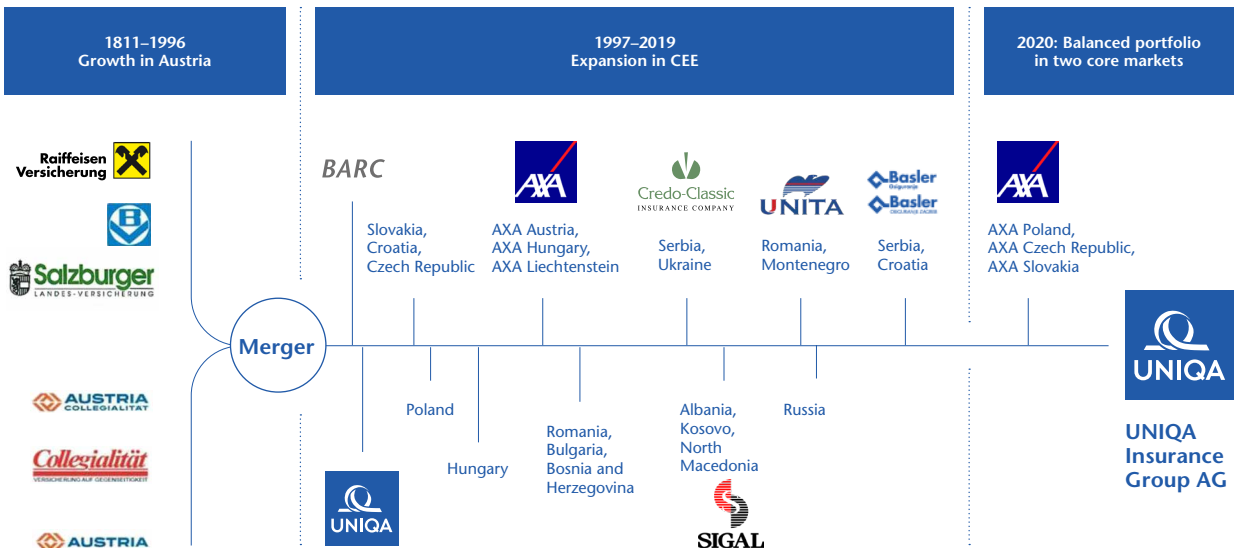 1811–1996
Growth in Austria
1997–2019
Expansion in CEE
2020: Balanced portfolio
in two core markets
Raiffeisen
Versicherung
B
V
Salzburger
LANDES-VERSICHERUNG
AUSTRIA
COLLEGIALITÄT
Collegialität
VERSICHERUNG AUF GEGENSEITIGKEIT
AUSTRIA
Merger
BARC
Slovakia,
Croatia,
Czech Republic
AXA
AXA Austria,
AXA Hungary,
AXA Liechtenstein
Credo-Classic
INSURANCE COMPANY
Serbia,
Ukraine
UNITA
Romania,
Montenegro
Basler
Osiguranje
Basler
OSIGURANJE ZAGREB
Serbia,
Croatia
AXA
AXA Poland,
AXA Czech Republic,
AXA Slovakia
UNIQA
Poland
Hungary
Romania,
Bulgaria,
Bosnia and
Herzegovina
Albania,
Kosovo,
North
Macedonia
SIGAL
Russia
UNIQA
UNIQA
Insurance
Group AG